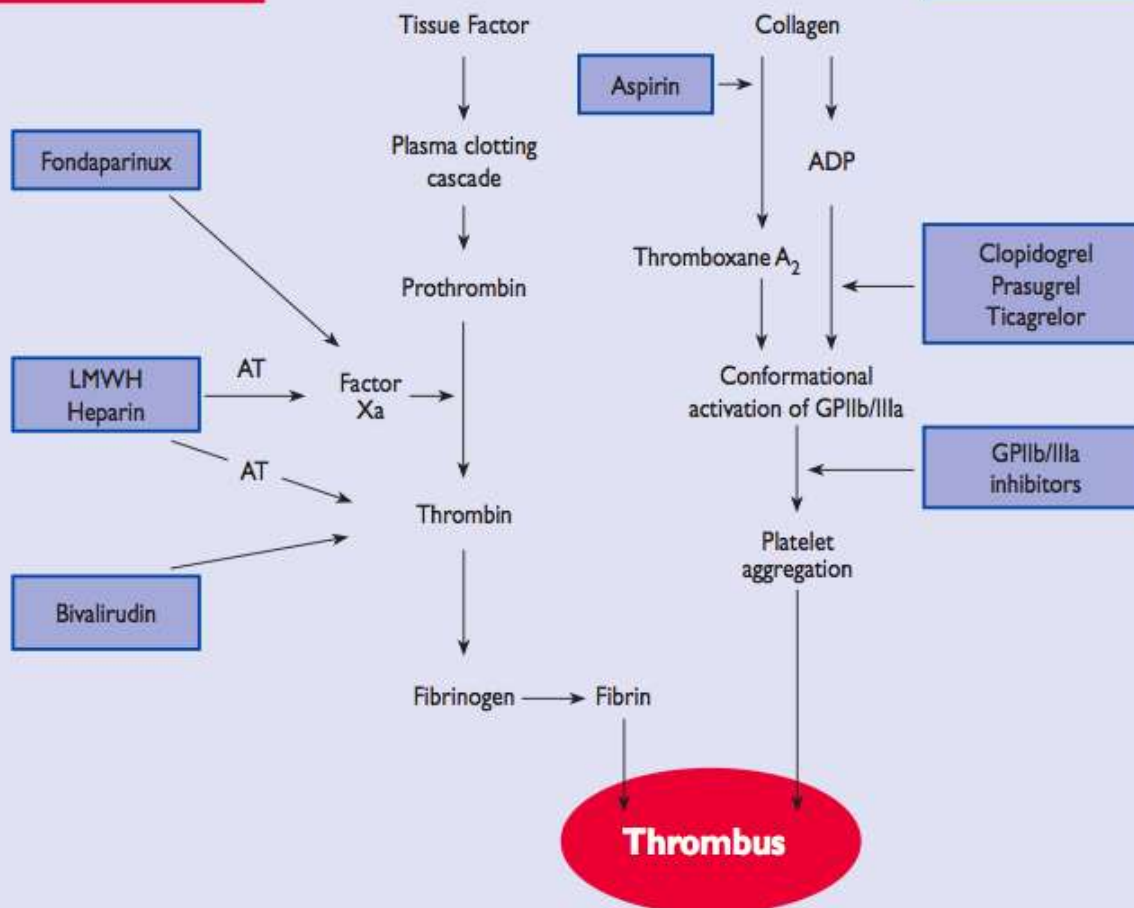 Tissue Factor
Collagen
Aspirin
Fondaparinux
Plasma clotting
cascade
ADP
Thromboxane A₂
Clopidogrel
Prasugrel
Ticagrelor
Prothrombin
LMWH
Heparin
AT
Factor
Xa
Conformational
activation of GPIIb/IIIa
AT
GPIIb/IIIa
inhibitors
Thrombin
Platelet
aggregation
Bivalirudin
Fibrinogen
Fibrin
Thrombus